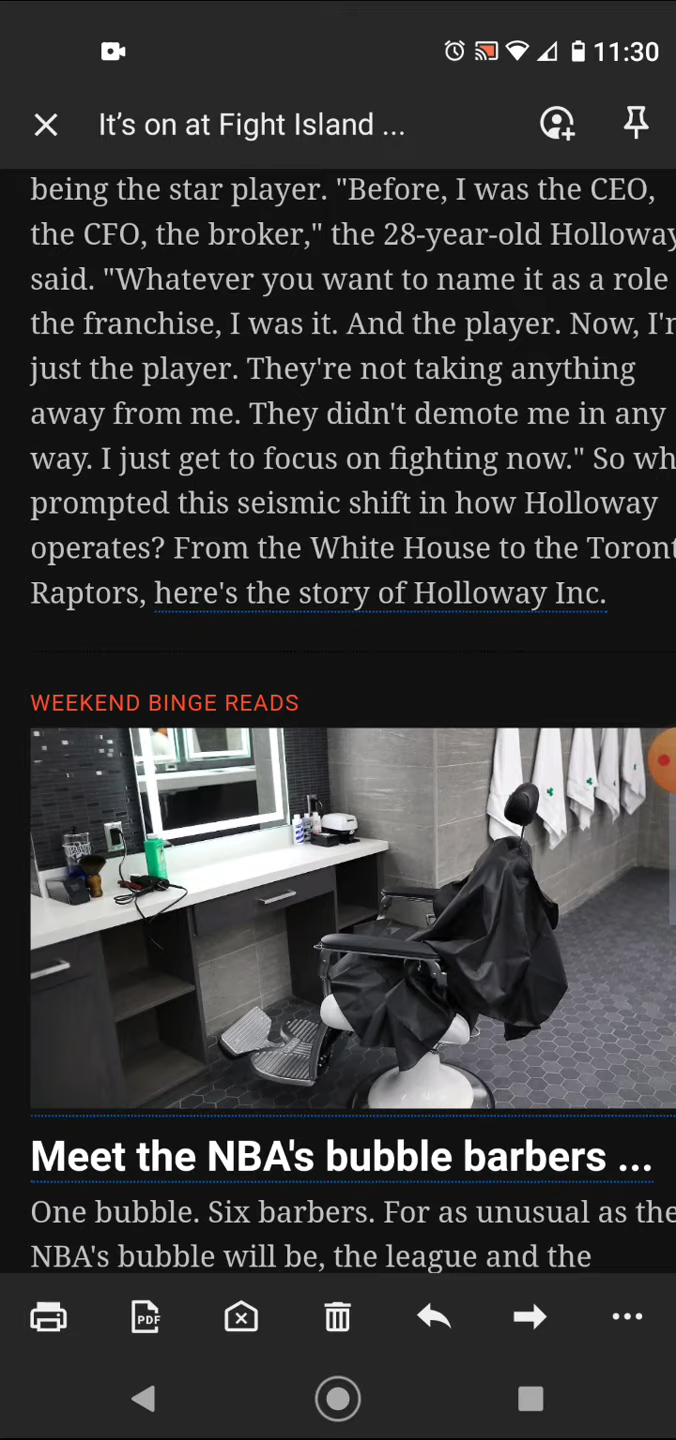 11:30
It's on at Fight Island ...
being the star player. "Before, I was the CEO,
the CFO, the broker," the 28-year-old Holloway
said. "Whatever you want to name it as a role
the franchise, I was it. And the player. Now, I'm
just the player. They're not taking anything
away from me. They didn't demote me in any
way. I just get to focus on fighting now." So wh
prompted this seismic shift in how Holloway
operates? From the White House to the Toront
Raptors, here's the story of Holloway Inc.
WEEKEND BINGE READS
Meet the NBA's bubble barbers ...
One bubble. Six barbers. For as unusual as the
NBA's bubble will be, the league and the
PDF